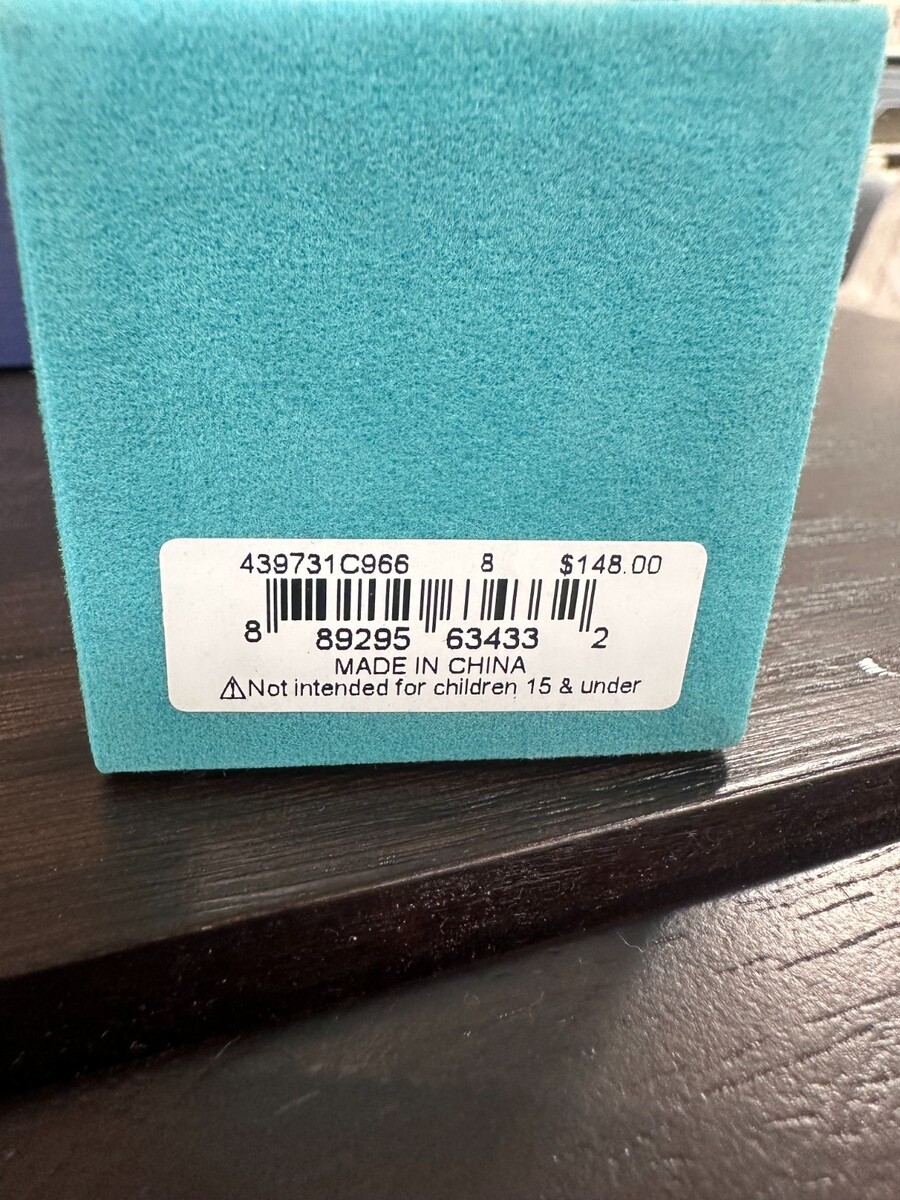 439731C966 8 $148.00
8 89295 63433 2
MADE IN CHINA
⚠Not intended for children 15 & under